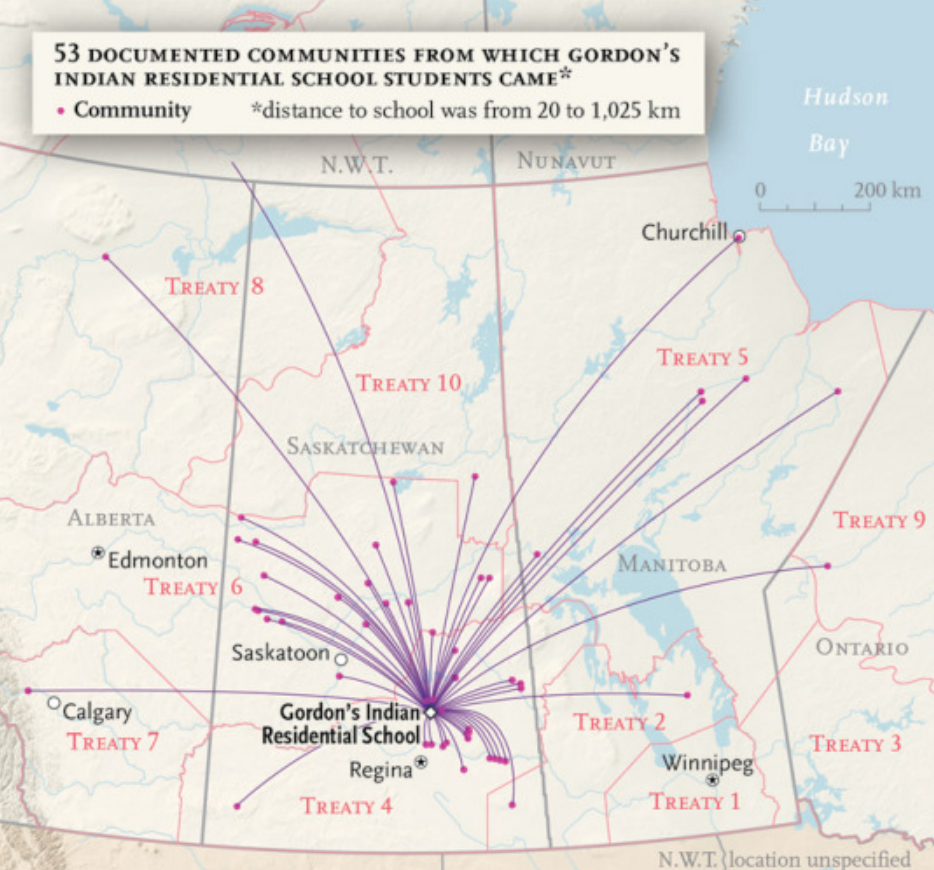 53 DOCUMENTED COMMUNITIES FROM WHICH GORDON'S
INDIAN RESIDENTIAL SCHOOL STUDENTS CAME*
• Community *distance to school was from 20 to 1,025 km
Hudson
Bay
N.W.T.
NUNAVUT
0 200 km
Churchill
TREATY 8
TREATY 5
TREATY 10
SASKATCHEWAN
ALBERTA
TREATY 9
Edmonton
MANITOBA
TREATY 6
ONTARIO
Saskatoon
Calgary
Gordon's Indian
Residential School
TREATY 2
TREATY 7
TREATY 3
Regina
Winnipeg
TREATY 4
TREATY 1
N.W.T. (location unspecified